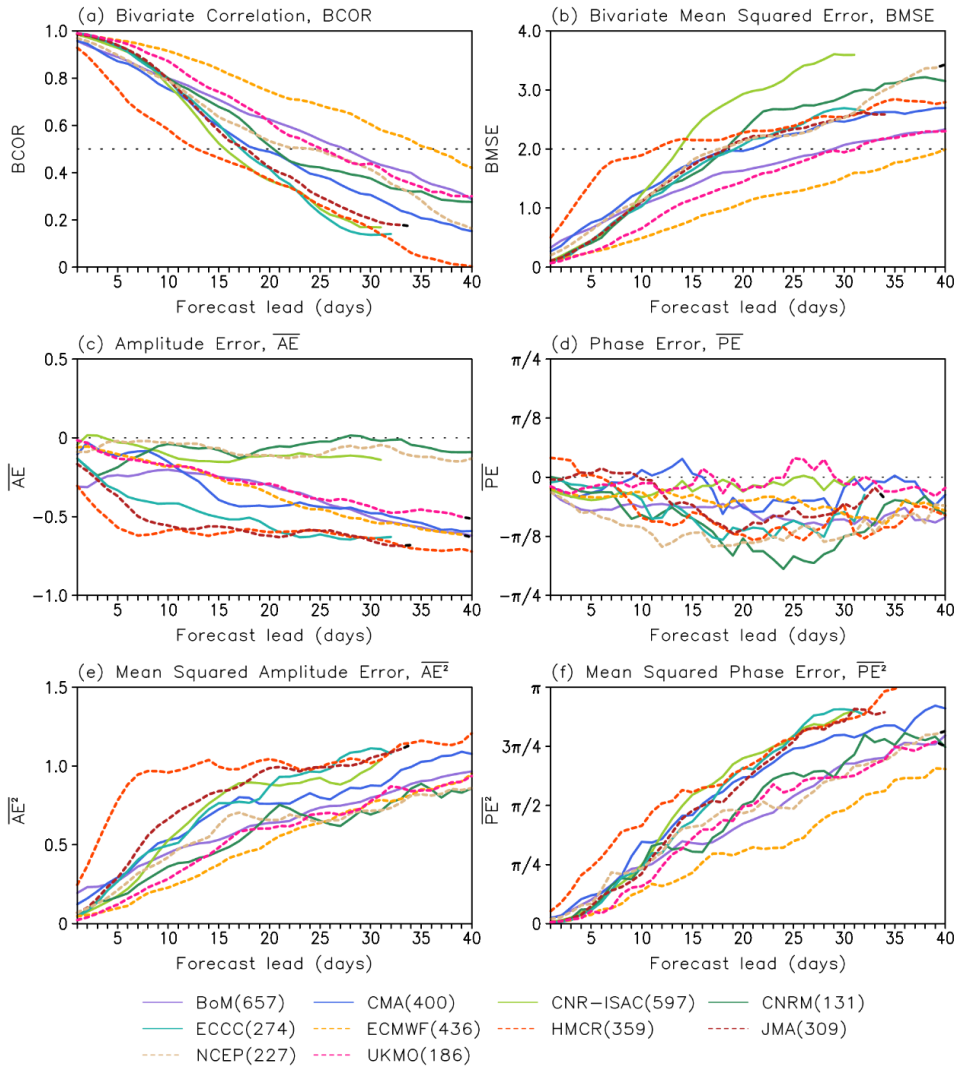 (a) Bivariate Correlation, BCOR
1.0
0.8
0.6
0.4
0.2
0
BCOR
5 10 15 20 25 30 35 40
Forecast lead (days)
(b) Bivariate Mean Squared Error, BMSE
4.0
3.0
2.0
1.0
0
BMSE
5 10 15 20 25 30 35 40
Forecast lead (days)
(c) Amplitude Error, AE
0.5
0
−0.5
−1.0
AE
5 10 15 20 25 30 35 40
Forecast lead (days)
(d) Phase Error, PE
π/4
π/8
0
−π/8
−π/4
PE
5 10 15 20 25 30 35 40
Forecast lead (days)
(e) Mean Squared Amplitude Error, AE²
1.5
1.0
0.5
0
AE²
5 10 15 20 25 30 35 40
Forecast lead (days)
(f) Mean Squared Phase Error, PE²
π
3π/4
π/2
π/4
0
PE²
5 10 15 20 25 30 35 40
Forecast lead (days)
BoM(657) CMA(400) CNR−ISAC(597) CNRM(131)
ECCC(274) ECMWF(436) HMCR(359) JMA(309)
NCEP(227) UKMO(186)